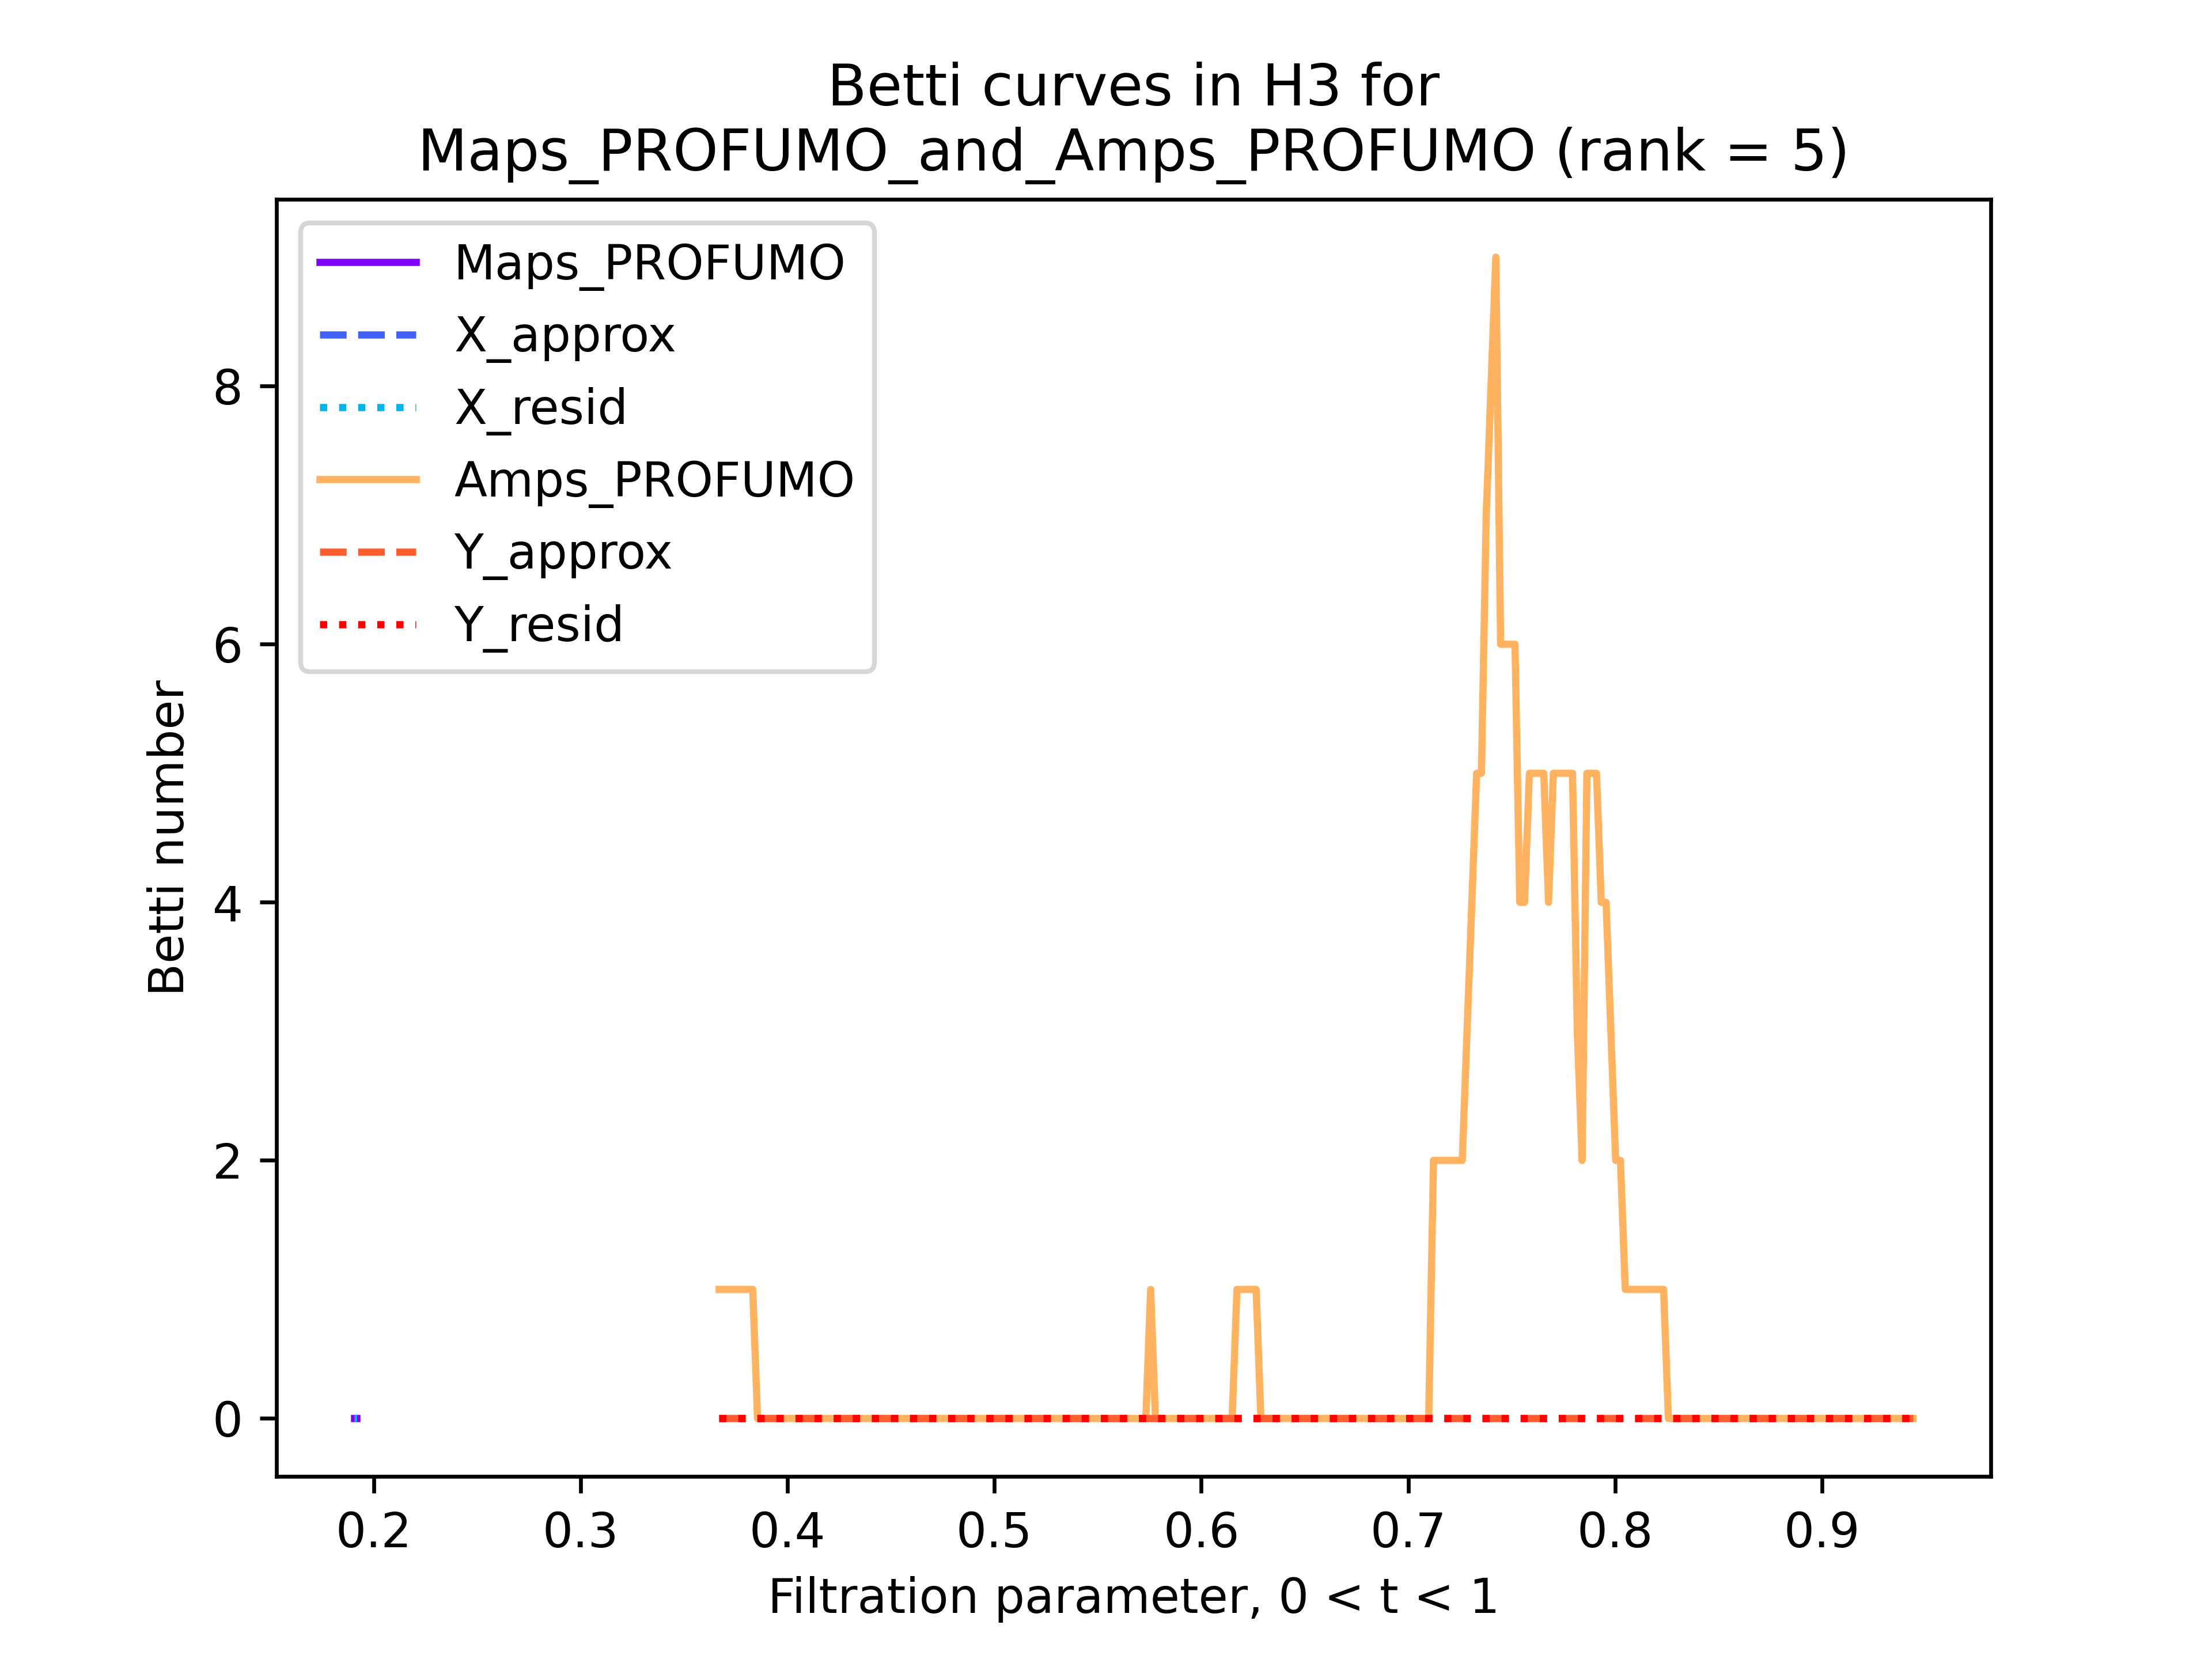 Betti curves in H3 for
Maps_PROFUMO_and_Amps_PROFUMO (rank = 5)
Maps_PROFUMO
X_approx
X_resid
Amps_PROFUMO
Y_approx
Y_resid
Betti number
8
6
4
2
0
0.2 0.3 0.4 0.5 0.6 0.7 0.8 0.9
Filtration parameter, 0 < t < 1